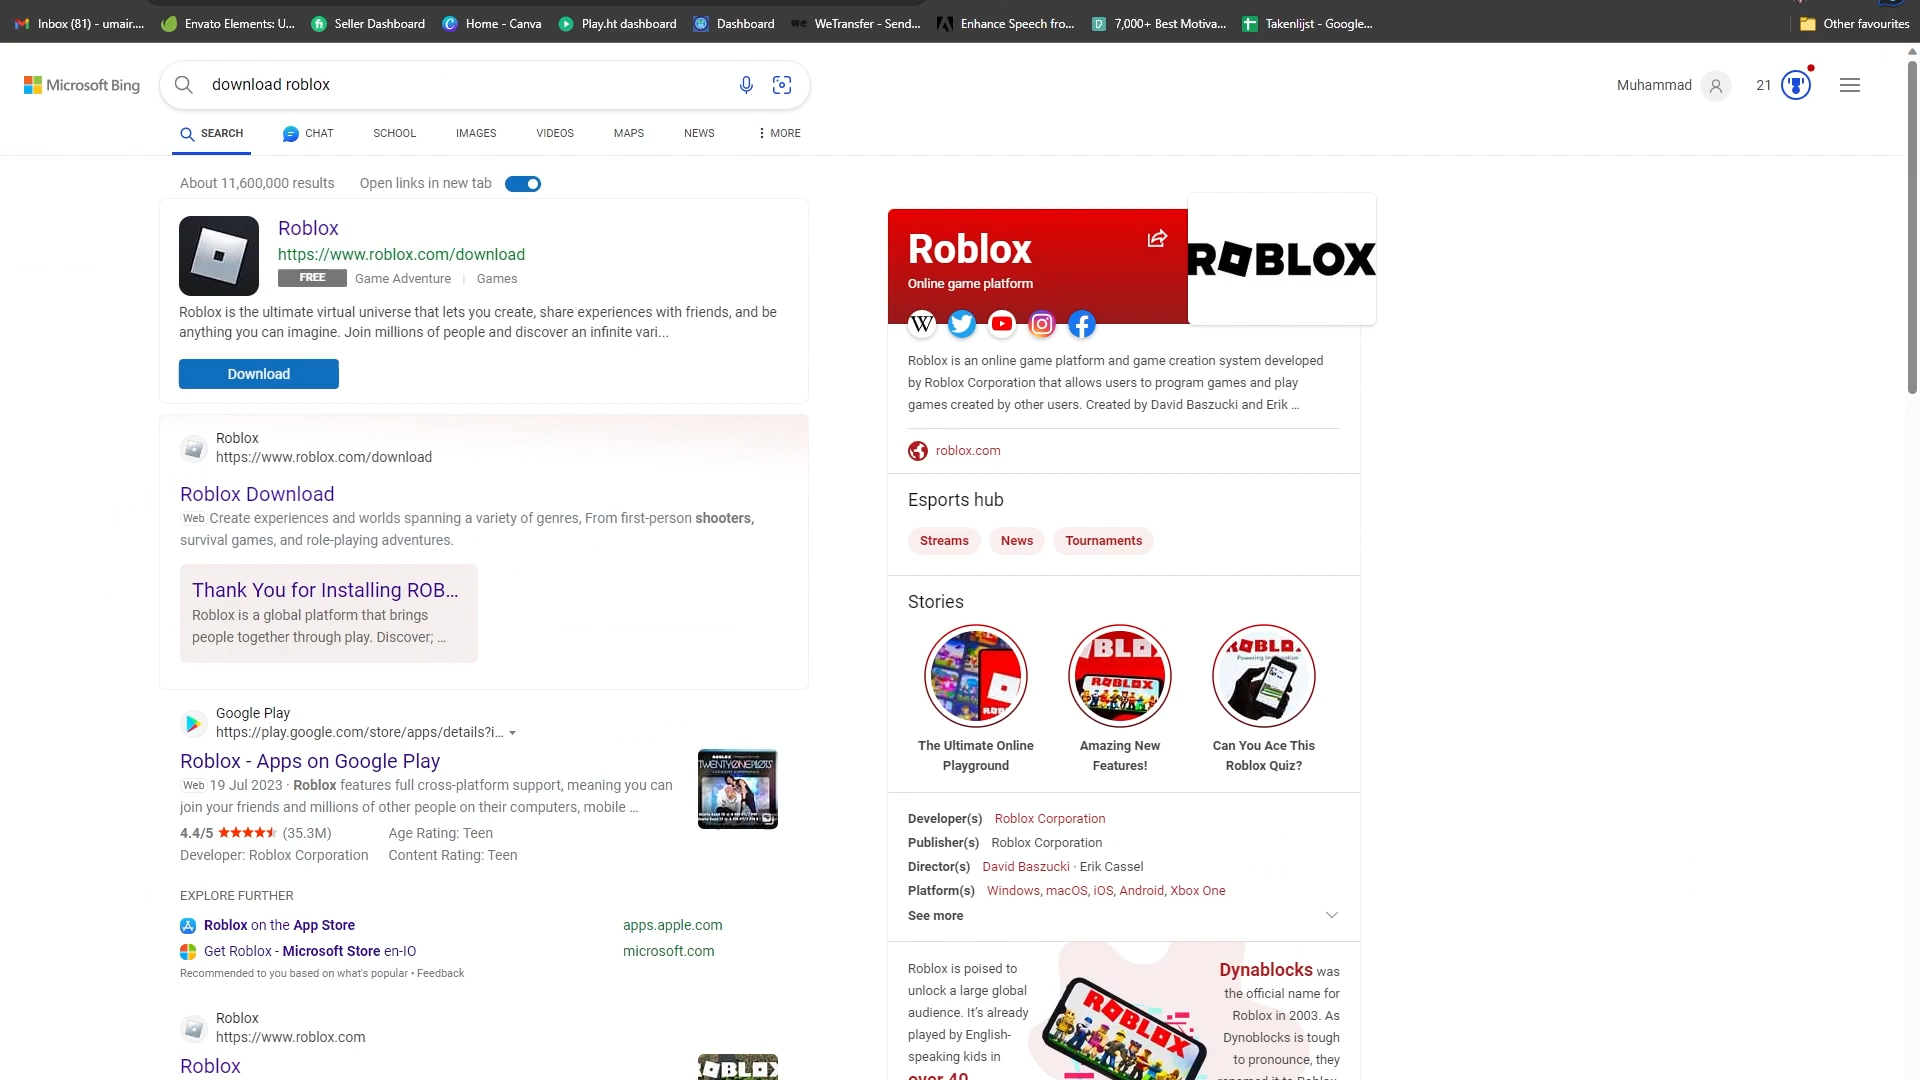 Inbox (81) - umair....
Envato Elements: U...
Seller Dashboard
Home - Canva
Play.ht dashboard
Dashboard
WeTransfer - Send...
Enhance Speech fro...
7,000+ Best Motiva...
Takenlijst - Google...
Other favourites
Microsoft Bing
download roblox
Muhammad
21
SEARCH
CHAT
SCHOOL
IMAGES
VIDEOS
MAPS
NEWS
MORE
About 11,600,000 results
Open links in new tab
Roblox
https://www.roblox.com/download
FREE
Game Adventure | Games
Roblox is the ultimate virtual universe that lets you create, share experiences with friends, and be
anything you can imagine. Join millions of people and discover an infinite vari...
Download
Roblox
https://www.roblox.com/download
Roblox Download
Web Create experiences and worlds spanning a variety of genres, From first-person shooters,
survival games, and role-playing adventures.
Thank You for Installing ROB...
Roblox is a global platform that brings
people together through play. Discover; ...
Google Play
https://play.google.com/store/apps/details?i...
Roblox - Apps on Google Play
Web 19 Jul 2023 · Roblox features full cross-platform support, meaning you can
join your friends and millions of other people on their computers, mobile ...
4.4/5 (35.3M)
Age Rating: Teen
Developer: Roblox Corporation
Content Rating: Teen
TWENTY ONE PILOTS
EXPLORE FURTHER
Roblox on the App Store
apps.apple.com
Get Roblox - Microsoft Store en-IO
microsoft.com
Recommended to you based on what's popular • Feedback
Roblox
https://www.roblox.com
Roblox
Roblox
Online game platform
ROBLOX
W
Roblox is an online game platform and game creation system developed
by Roblox Corporation that allows users to program games and play
games created by other users. Created by David Baszucki and Erik ...
roblox.com
Esports hub
Streams
News
Tournaments
Stories
ROBLOX
The Ultimate Online
Playground
Amazing New
Features!
Can You Ace This
Roblox Quiz?
Developer(s) Roblox Corporation
Publisher(s) Roblox Corporation
Director(s) David Baszucki · Erik Cassel
Platform(s) Windows, macOS, iOS, Android, Xbox One
See more
Roblox is poised to
unlock a large global
audience. It's already
played by English-
speaking kids in
over 40
ROBLOX
Dynablocks was
the official name for
Roblox in 2003. As
Dynoblocks is tough
to pronounce, they
renamed it to Roblox